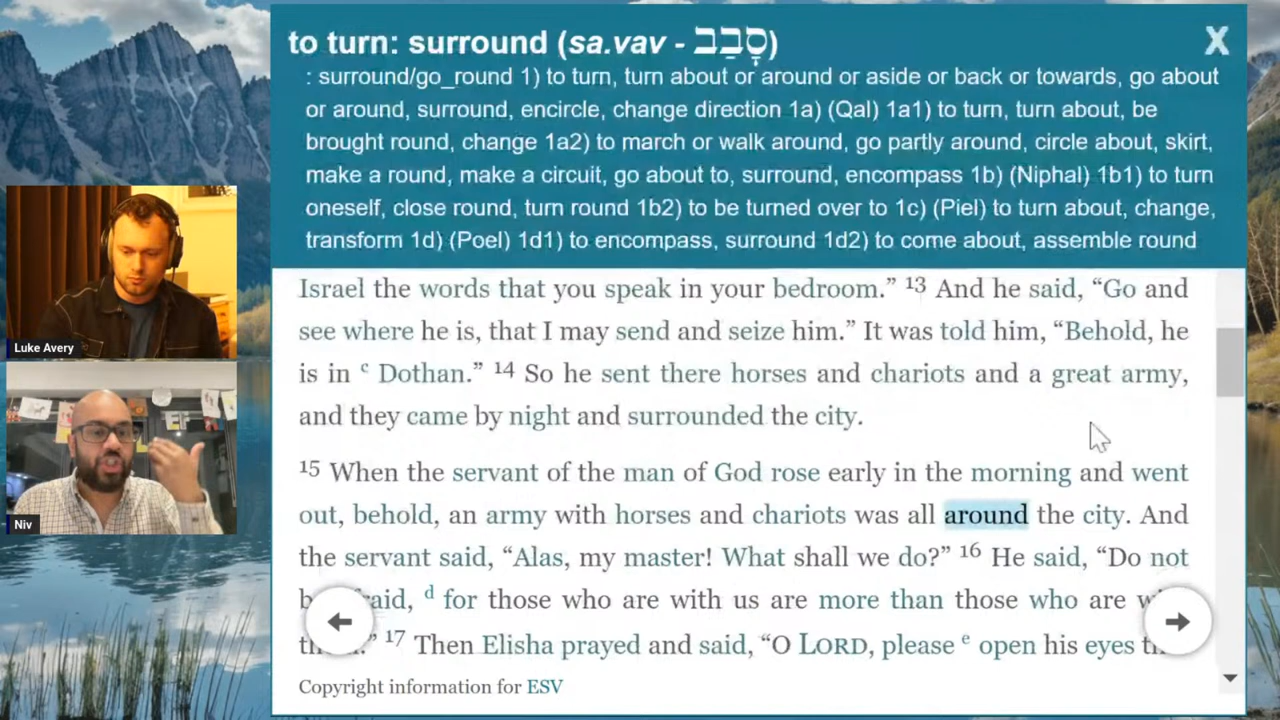 to turn: surround (sa.vav - סָבַב)
X
: surround/go_round 1) to turn, turn about or around or aside or back or towards, go about
or around, surround, encircle, change direction 1a) (Qal) 1a1) to turn, turn about, be
brought round, change 1a2) to march or walk around, go partly around, circle about, skirt,
make a round, make a circuit, go about to, surround, encompass 1b) (Niphal) 1b1) to turn
oneself, close round, turn round 1b2) to be turned over to 1c) (Piel) to turn about, change,
transform 1d) (Poel) 1d1) to encompass, surround 1d2) to come about, assemble round
Israel the words that you speak in your bedroom.” 13 And he said, “Go and
see where he is, that I may send and seize him.” It was told him, “Behold, he
is in c Dothan.” 14 So he sent there horses and chariots and a great army,
and they came by night and surrounded the city.
15 When the servant of the man of God rose early in the morning and went
out, behold, an army with horses and chariots was all around the city. And
the servant said, “Alas, my master! What shall we do?” 16 He said, “Do not
d for those who are with us are more than those who are
17 Then Elisha prayed and said, “O LORD, please e open his eyes
Copyright information for ESV
Luke Avery
Niv